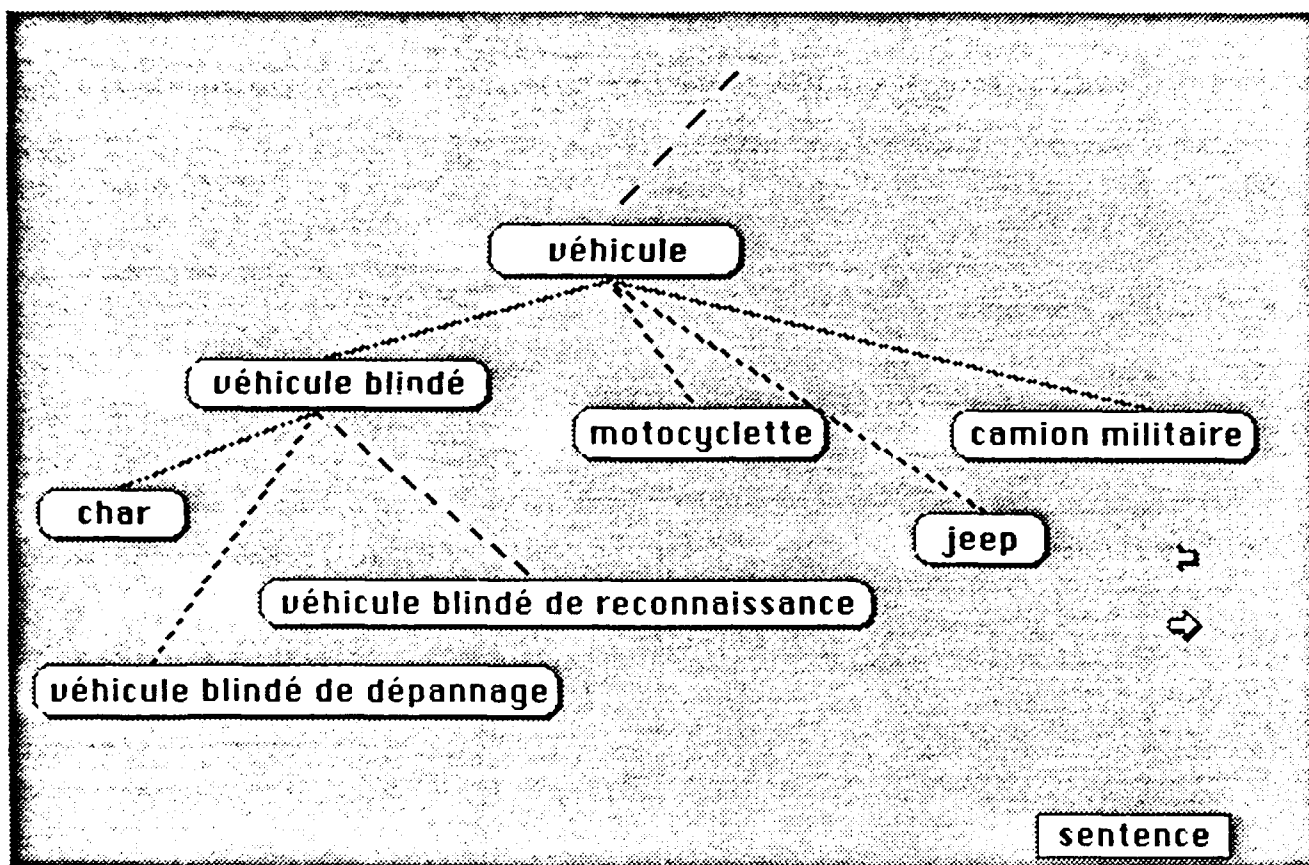 véhicule
véhicule blindé
motocyclette
camion militaire
char
jeep
véhicule blindé de reconnaissance
véhicule blindé de dépannage
sentence